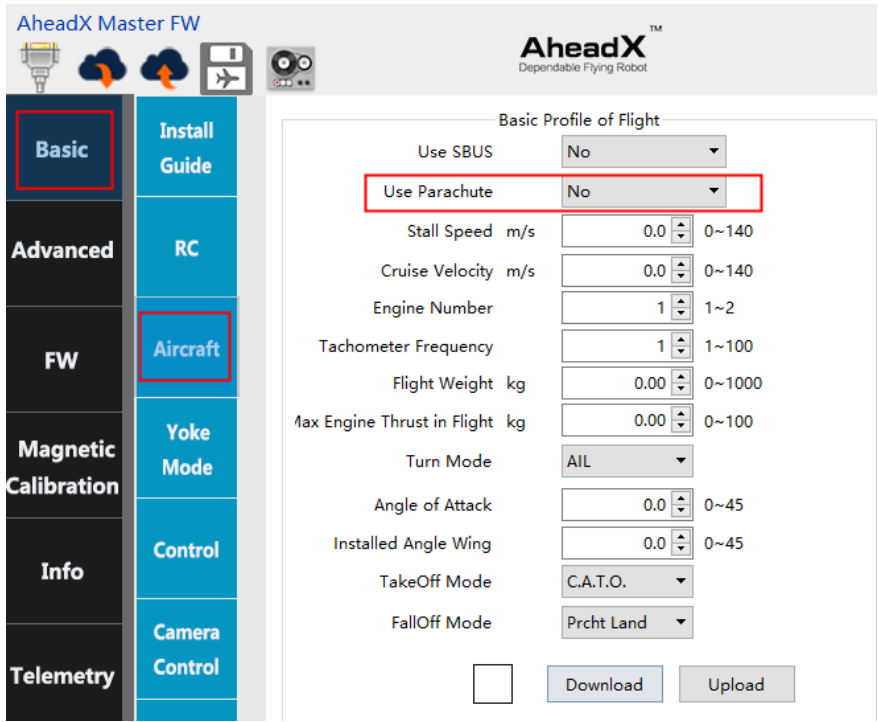 AheadX Master FW
AheadX™
Dependable Flying Robot
Basic
Advanced
FW
Magnetic
Calibration
Info
Telemetry
Install
Guide
RC
Aircraft
Yoke
Mode
Control
Camera
Control
Basic Profile of Flight
Use SBUS No
Use Parachute No
Stall Speed m/s 0.0 0~140
Cruise Velocity m/s 0.0 0~140
Engine Number 1 1~2
Tachometer Frequency 1 1~100
Flight Weight kg 0.00 0~1000
Max Engine Thrust in Flight kg 0.00 0~100
Turn Mode AIL
Angle of Attack 0.0 0~45
Installed Angle Wing 0.0 0~45
TakeOff Mode C.A.T.O.
FallOff Mode Prcht Land
Download Upload